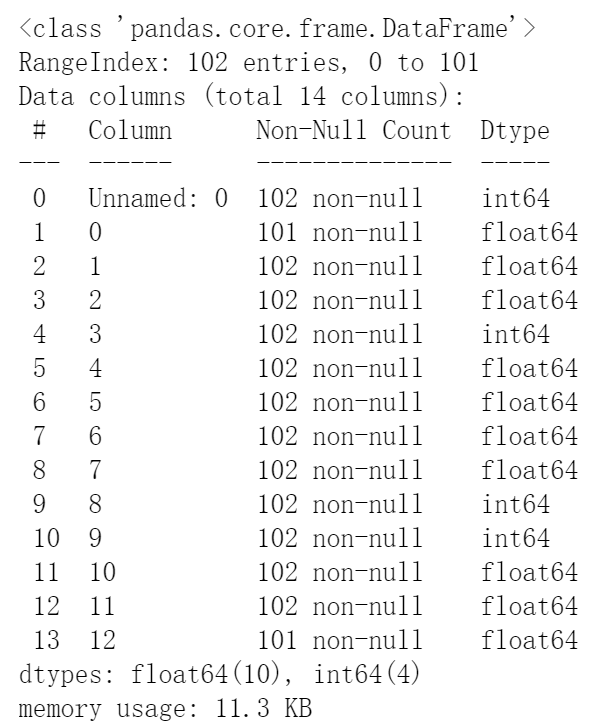 <class 'pandas.core.frame.DataFrame'>
RangeIndex: 102 entries, 0 to 101
Data columns (total 14 columns):
 #   Column      Non-Null Count  Dtype
---  ------      --------------  -----
 0   Unnamed: 0  102 non-null    int64
 1   0           101 non-null    float64
 2   1           102 non-null    float64
 3   2           102 non-null    float64
 4   3           102 non-null    int64
 5   4           102 non-null    float64
 6   5           102 non-null    float64
 7   6           102 non-null    float64
 8   7           102 non-null    float64
 9   8           102 non-null    int64
 10  9           102 non-null    int64
 11  10          102 non-null    float64
 12  11          102 non-null    float64
 13  12          101 non-null    float64
dtypes: float64(10), int64(4)
memory usage: 11.3 KB